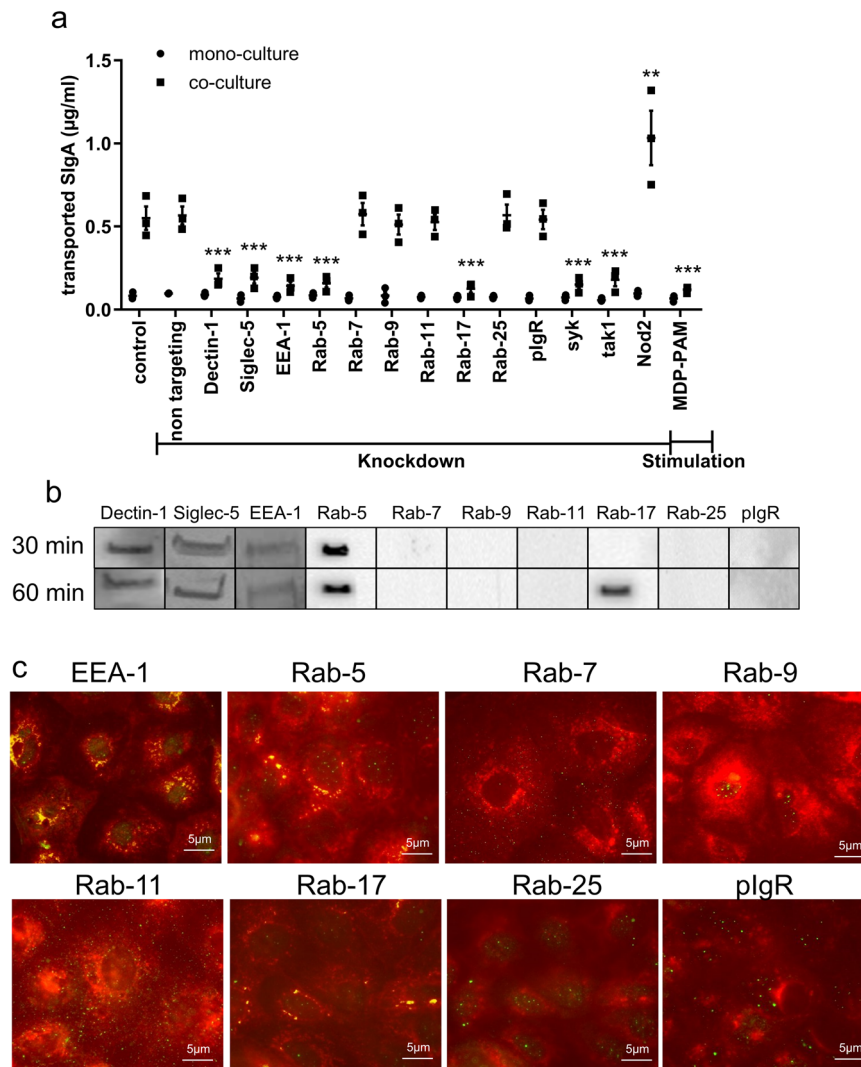 a
mono-culture
co-culture
transported SIgA (µg/ml)
1.5
1.0
0.5
0.0
** 
*** *** *** *** *** *** *** ***
control
non targeting
Dectin-1
Siglec-5
EEA-1
Rab-5
Rab-7
Rab-9
Rab-11
Rab-17
Rab-25
pIgR
syk
tak1
Nod2
MDP-PAM
Knockdown Stimulation
b
Dectin-1 Siglec-5 EEA-1 Rab-5 Rab-7 Rab-9 Rab-11 Rab-17 Rab-25 pIgR
30 min
60 min
c
EEA-1 Rab-5 Rab-7 Rab-9
5µm 5µm 5µm 5µm
Rab-11 Rab-17 Rab-25 pIgR
5µm 5µm 5µm 5µm